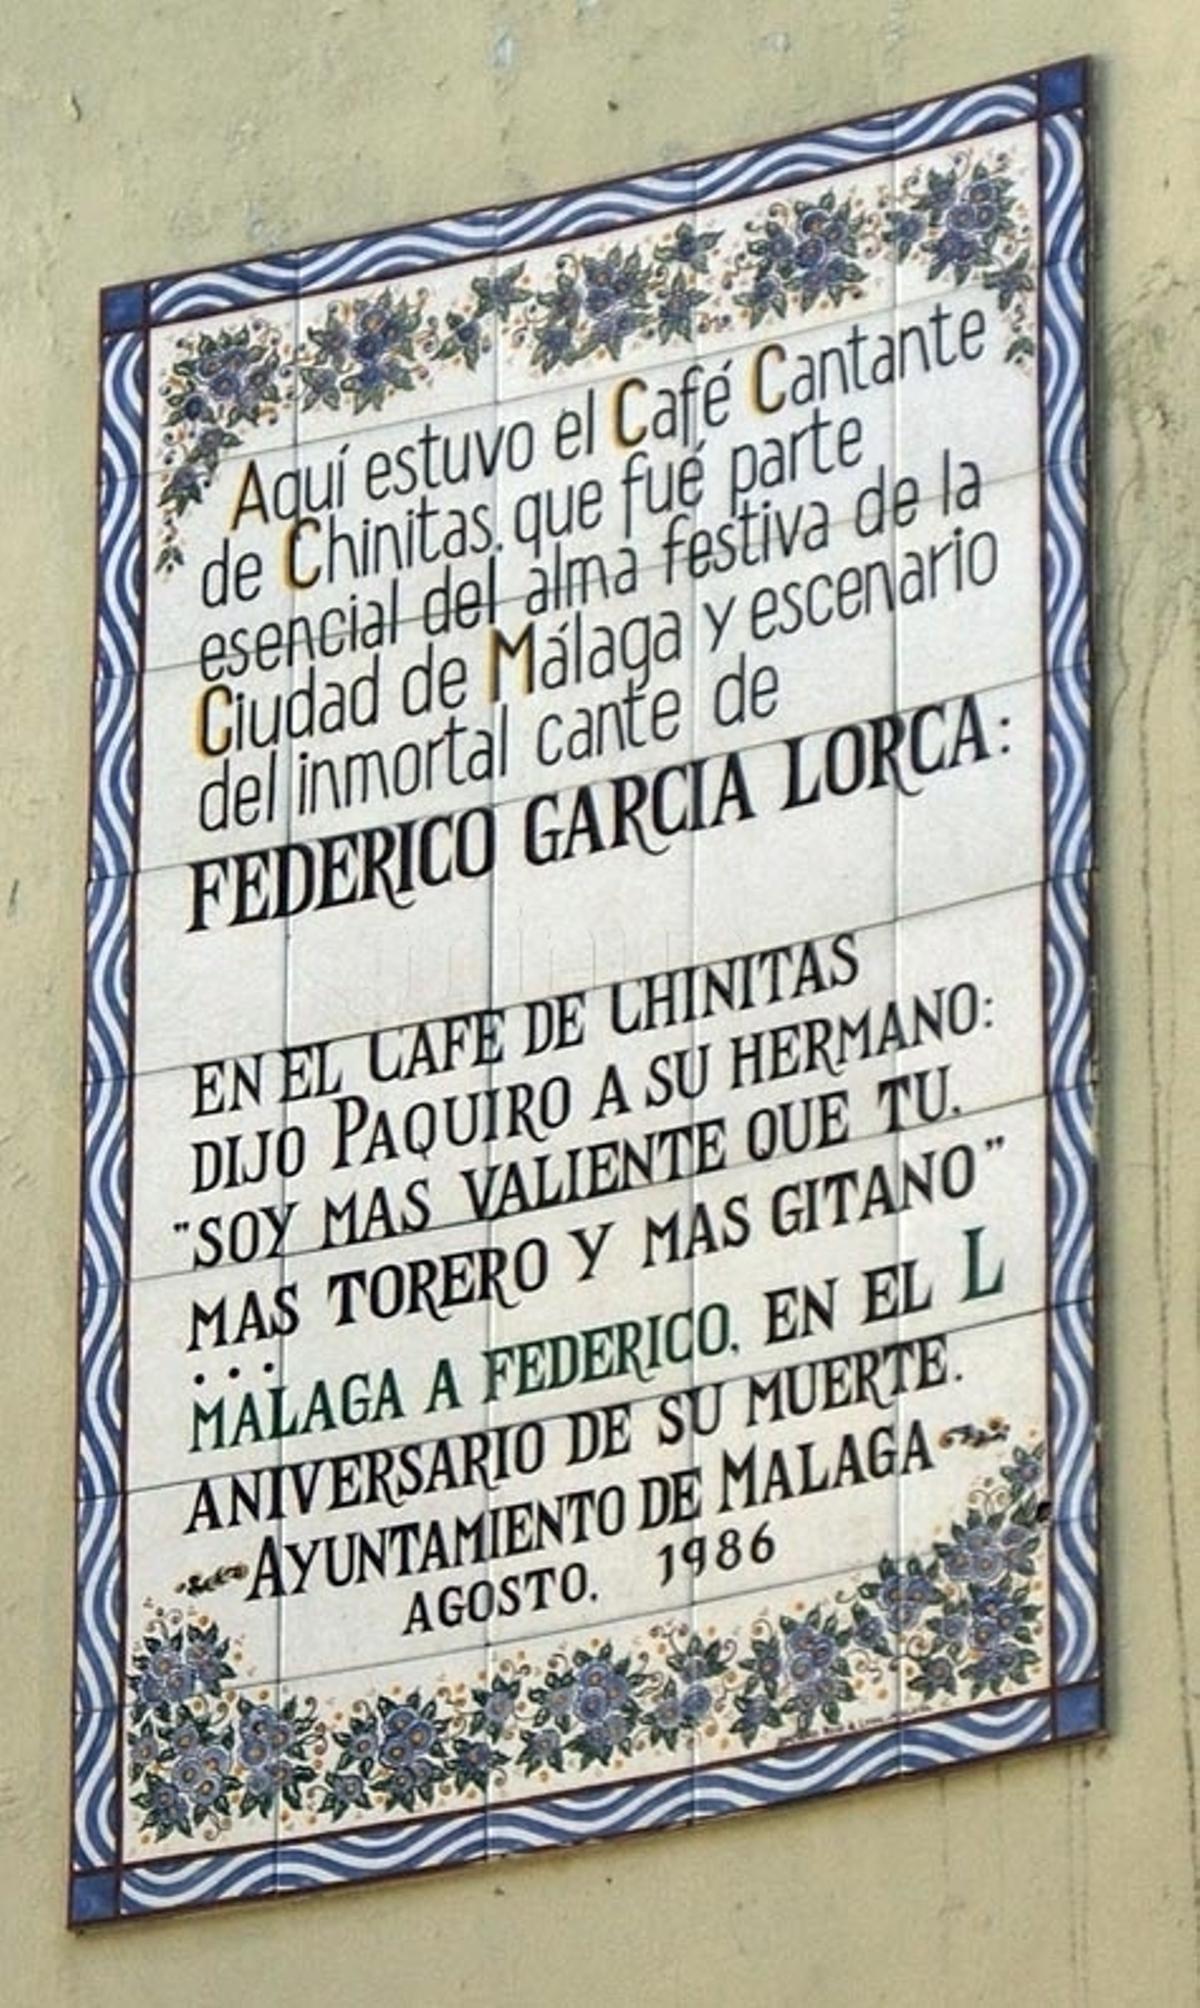 Aquí estuvo el Café Cantante
de Chinitas, que fué parte
esencial del alma festiva de la
Ciudad de Málaga y escenario
del inmortal cante de
FEDERICO GARCIA LORCA:
EN EL CAFE DE CHINITAS
DIJO PAQUIRO A SU HERMANO:
"SOY MAS VALIENTE QUE TU,
MAS TORERO Y MAS GITANO"
...
MALAGA A FEDERICO, EN EL L
ANIVERSARIO DE SU MUERTE.
AYUNTAMIENTO DE MALAGA
AGOSTO, 1986